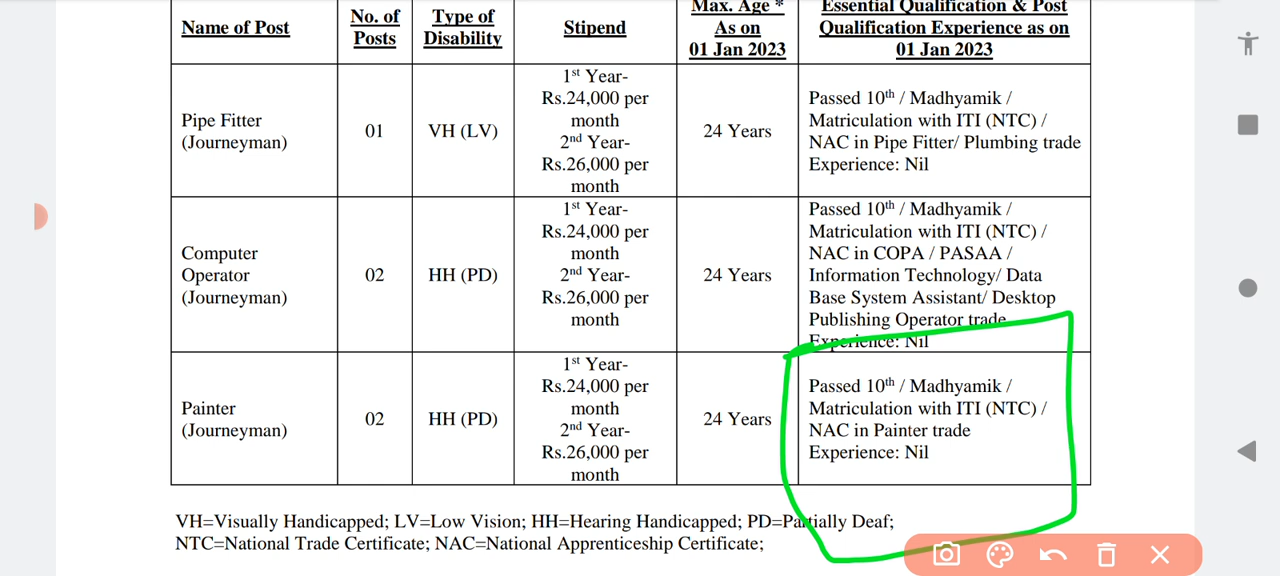 Name of Post
No. of
Posts
Type of
Disability
Stipend
Max. Age *
As on
01 Jan 2023
Essential Qualification & Post
Qualification Experience as on
01 Jan 2023
Pipe Fitter
(Journeyman)
01
VH (LV)
1st Year-
Rs.24,000 per
month
2nd Year-
Rs.26,000 per
month
24 Years
Passed 10th / Madhyamik /
Matriculation with ITI (NTC) /
NAC in Pipe Fitter/ Plumbing trade
Experience: Nil
Computer
Operator
(Journeyman)
02
HH (PD)
1st Year-
Rs.24,000 per
month
2nd Year-
Rs.26,000 per
month
24 Years
Passed 10th / Madhyamik /
Matriculation with ITI (NTC) /
NAC in COPA / PASAA /
Information Technology/ Data
Base System Assistant/ Desktop
Publishing Operator trade
Experience: Nil
Painter
(Journeyman)
02
HH (PD)
1st Year-
Rs.24,000 per
month
2nd Year-
Rs.26,000 per
month
24 Years
Passed 10th / Madhyamik /
Matriculation with ITI (NTC) /
NAC in Painter trade
Experience: Nil
VH=Visually Handicapped; LV=Low Vision; HH=Hearing Handicapped; PD=Partially Deaf;
NTC=National Trade Certificate; NAC=National Apprenticeship Certificate;